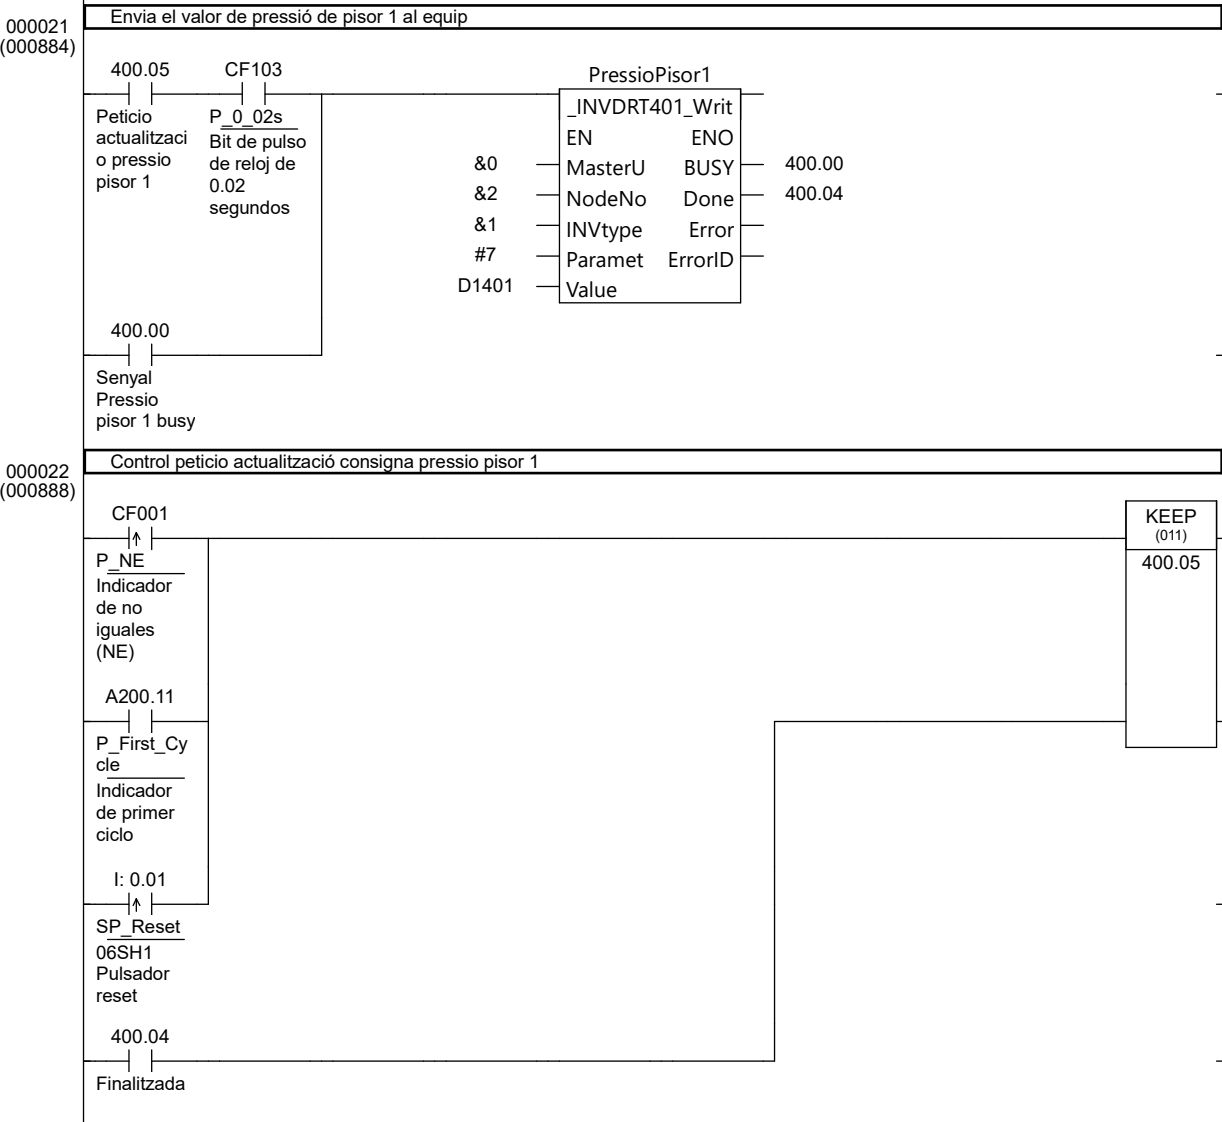 000021
(000884)
Envia el valor de pressió de pisor 1 al equip
400.05
Peticio
actualitzaci
o pressio
pisor 1
CF103
P_0_02s
Bit de pulso
de reloj de
0.02
segundos
PressioPisor1
_INVDRT401_Writ
EN ENO
&0 MasterU BUSY 400.00
&2 NodeNo Done 400.04
&1 INVtype Error
#7 Paramet ErrorID
D1401 Value
400.00
Senyal
Pressio
pisor 1 busy
000022
(000888)
Control peticio actualització consigna pressio pisor 1
CF001
P_NE
Indicador
de no
iguales
(NE)
KEEP
(011)
400.05
A200.11
P_First_Cy
cle
Indicador
de primer
ciclo
I: 0.01
SP_Reset
06SH1
Pulsador
reset
400.04
Finalitzada